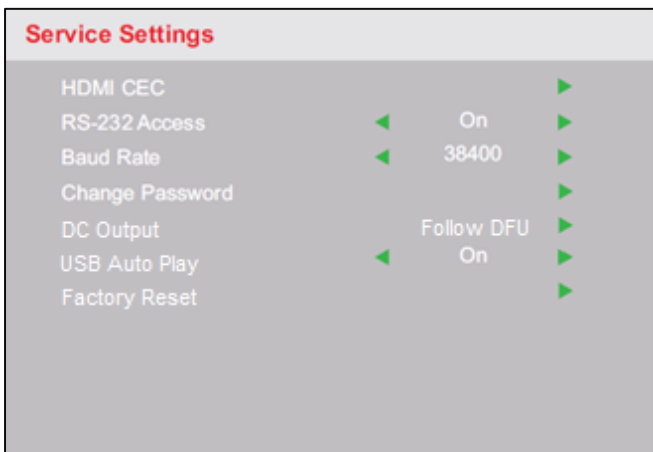 Service Settings
HDMI CEC
RS-232 Access On
Baud Rate 38400
Change Password
DC Output Follow DFU
USB Auto Play On
Factory Reset